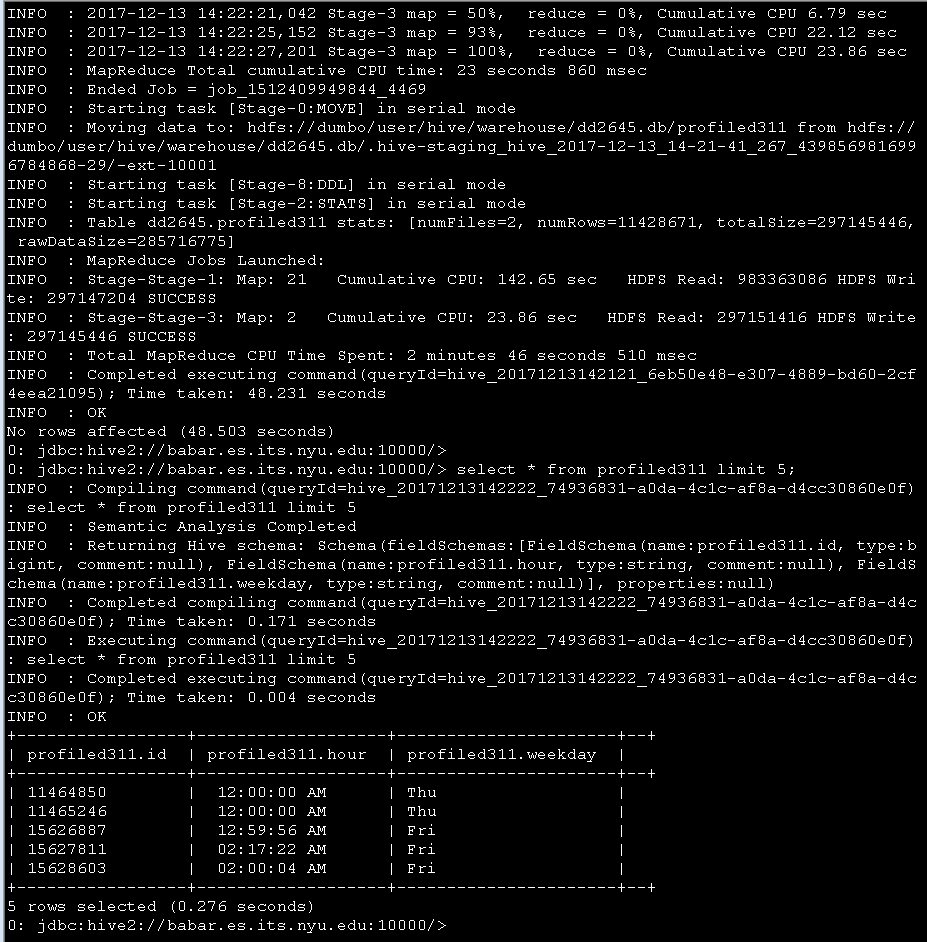 INFO  : 2017-12-13 14:22:21,042 Stage-3 map = 50%,  reduce = 0%, Cumulative CPU 6.79 sec
INFO  : 2017-12-13 14:22:25,152 Stage-3 map = 93%,  reduce = 0%, Cumulative CPU 22.12 sec
INFO  : 2017-12-13 14:22:27,201 Stage-3 map = 100%,  reduce = 0%, Cumulative CPU 23.86 sec
INFO  : MapReduce Total cumulative CPU time: 23 seconds 860 msec
INFO  : Ended Job = job_1512409949844_4469
INFO  : Starting task [Stage-0:MOVE] in serial mode
INFO  : Moving data to: hdfs://dumbo/user/hive/warehouse/dd2645.db/profiled311 from hdfs://
dumbo/user/hive/warehouse/dd2645.db/.hive-staging_hive_2017-12-13_14-21-41_267_439856981699
6784868-29/-ext-10001
INFO  : Starting task [Stage-8:DDL] in serial mode
INFO  : Starting task [Stage-2:STATS] in serial mode
INFO  : Table dd2645.profiled311 stats: [numFiles=2, numRows=11428671, totalSize=297145446,
 rawDataSize=285716775]
INFO  : MapReduce Jobs Launched:
INFO  : Stage-Stage-1: Map: 21   Cumulative CPU: 142.65 sec   HDFS Read: 983363086 HDFS Wri
te: 297147204 SUCCESS
INFO  : Stage-Stage-3: Map: 2   Cumulative CPU: 23.86 sec   HDFS Read: 297151416 HDFS Write
: 297145446 SUCCESS
INFO  : Total MapReduce CPU Time Spent: 2 minutes 46 seconds 510 msec
INFO  : Completed executing command(queryId=hive_20171213142121_6eb50e48-e307-4889-bd60-2cf
4eea21095); Time taken: 48.231 seconds
INFO  : OK
No rows affected (48.503 seconds)
0: jdbc:hive2://babar.es.its.nyu.edu:10000/>
0: jdbc:hive2://babar.es.its.nyu.edu:10000/> select * from profiled311 limit 5;
INFO  : Compiling command(queryId=hive_20171213142222_74936831-a0da-4c1c-af8a-d4cc30860e0f)
: select * from profiled311 limit 5
INFO  : Semantic Analysis Completed
INFO  : Returning Hive schema: Schema(fieldSchemas:[FieldSchema(name:profiled311.id, type:b
igint, comment:null), FieldSchema(name:profiled311.hour, type:string, comment:null), FieldS
chema(name:profiled311.weekday, type:string, comment:null)], properties:null)
INFO  : Completed compiling command(queryId=hive_20171213142222_74936831-a0da-4c1c-af8a-d4c
c30860e0f); Time taken: 0.171 seconds
INFO  : Executing command(queryId=hive_20171213142222_74936831-a0da-4c1c-af8a-d4cc30860e0f)
: select * from profiled311 limit 5
INFO  : Completed executing command(queryId=hive_20171213142222_74936831-a0da-4c1c-af8a-d4c
c30860e0f); Time taken: 0.004 seconds
INFO  : OK
+-----------------+-------------------+----------------------+--+
| profiled311.id  | profiled311.hour  | profiled311.weekday  |
+-----------------+-------------------+----------------------+--+
| 11464850        |  12:00:00 AM      | Thu                  |
| 11465246        |  12:00:00 AM      | Thu                  |
| 15626887        |  12:59:56 AM      | Fri                  |
| 15627811        |  02:17:22 AM      | Fri                  |
| 15628603        |  02:00:04 AM      | Fri                  |
+-----------------+-------------------+----------------------+--+
5 rows selected (0.276 seconds)
0: jdbc:hive2://babar.es.its.nyu.edu:10000/>